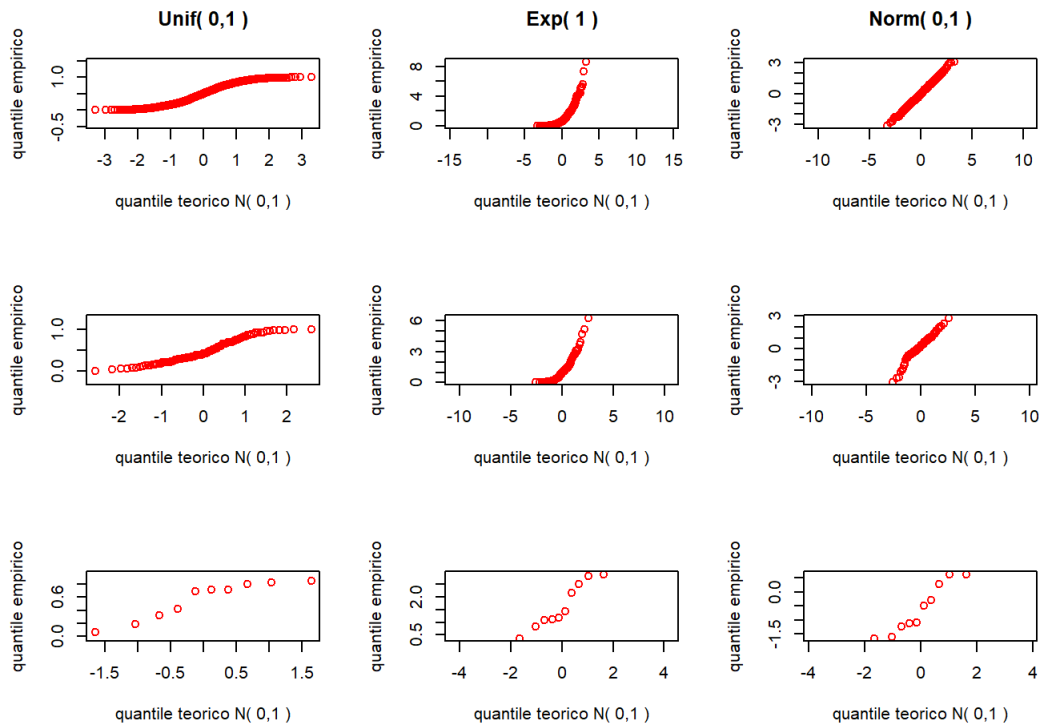 Unif( 0,1 )
quantile empirico
-0.5 1.0
-3 -2 -1 0 1 2 3
quantile teorico N( 0,1 )
Exp( 1 )
quantile empirico
0 4 8
-15 -5 0 5 10 15
quantile teorico N( 0,1 )
Norm( 0,1 )
quantile empirico
-3 0 3
-10 -5 0 5 10
quantile teorico N( 0,1 )
quantile empirico
0.0 1.0
-2 -1 0 1 2
quantile teorico N( 0,1 )
quantile empirico
0 3 6
-10 -5 0 5 10
quantile teorico N( 0,1 )
quantile empirico
-3 0 3
-10 -5 0 5 10
quantile teorico N( 0,1 )
quantile empirico
0.0 0.6
-1.5 -0.5 0.5 1.5
quantile teorico N( 0,1 )
quantile empirico
0.5 2.0
-4 -2 0 2 4
quantile teorico N( 0,1 )
quantile empirico
-1.5 0.0
-4 -2 0 2 4
quantile teorico N( 0,1 )